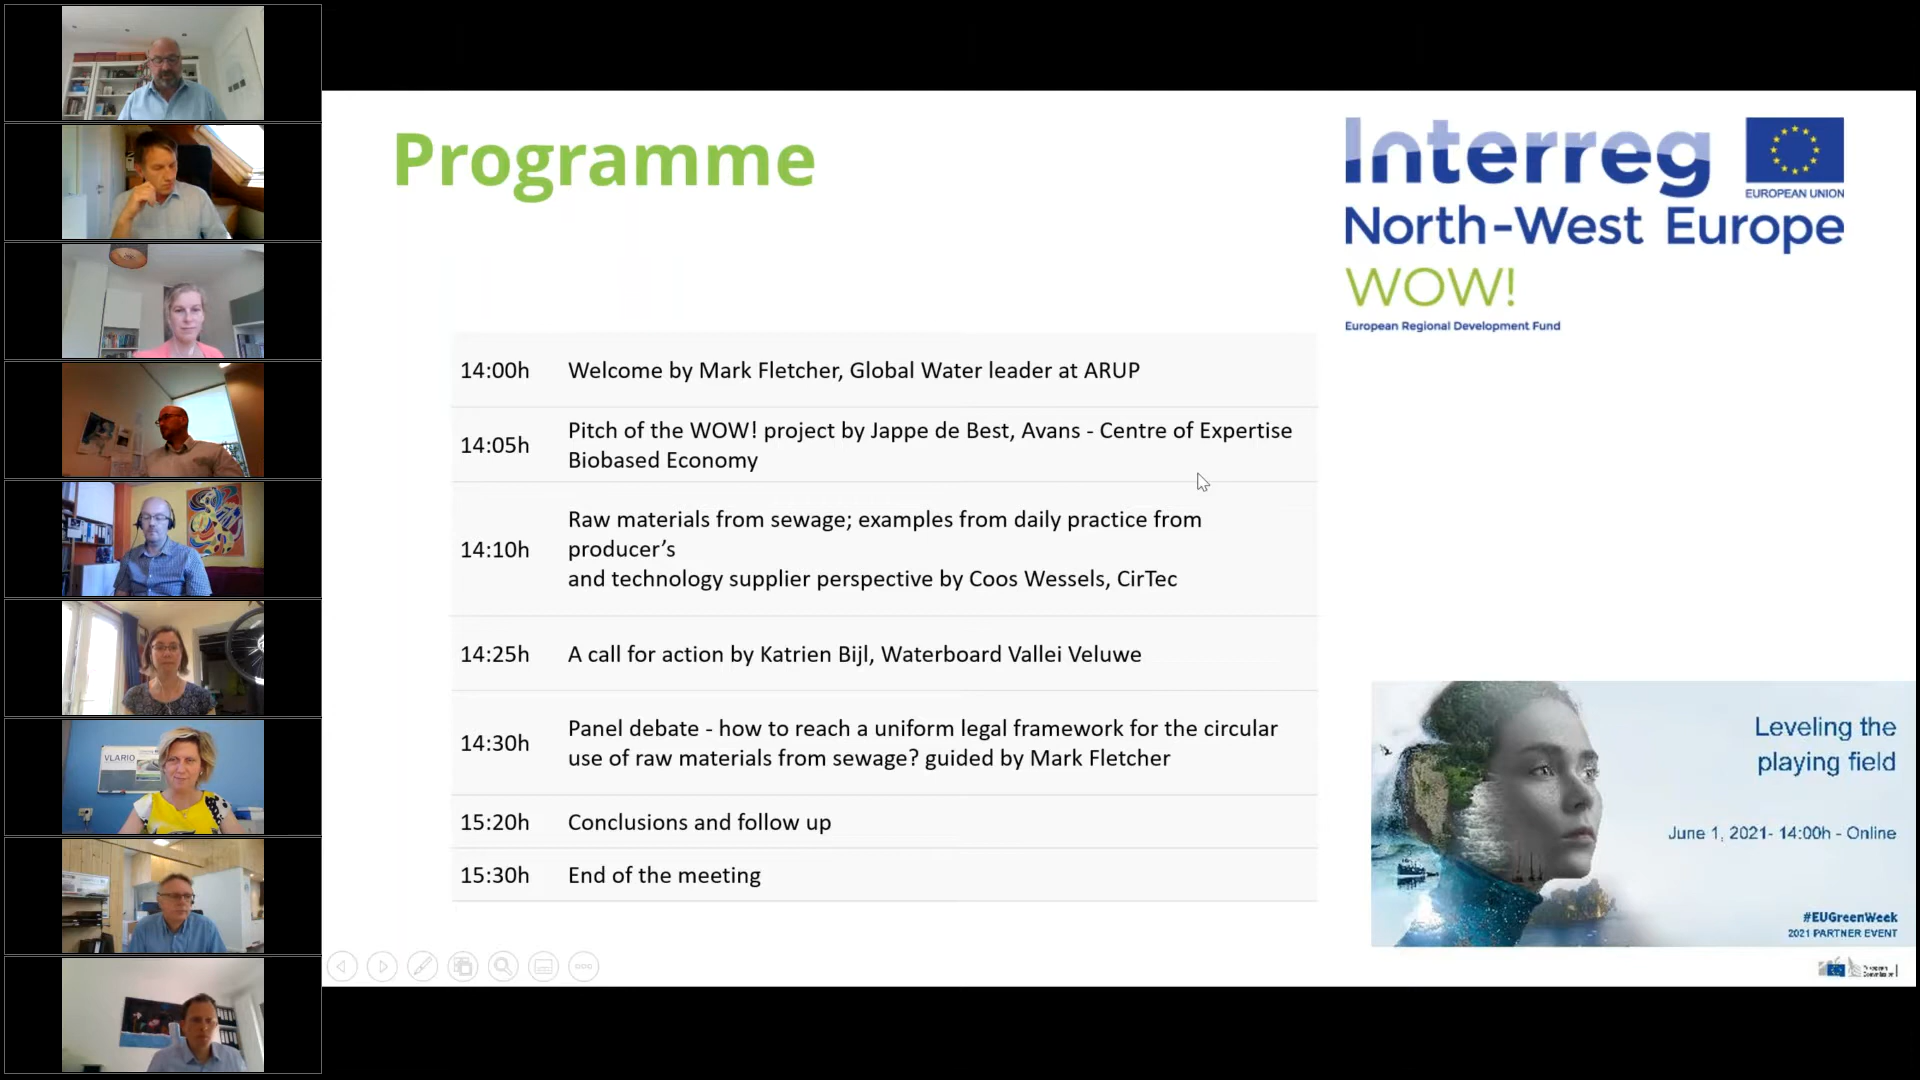 Programme
Interreg
EUROPEAN UNION
North-West Europe
WOW!
European Regional Development Fund
14:00h Welcome by Mark Fletcher, Global Water leader at ARUP
14:05h Pitch of the WOW! project by Jappe de Best, Avans - Centre of Expertise
Biobased Economy
14:10h Raw materials from sewage; examples from daily practice from
producer’s
and technology supplier perspective by Coos Wessels, CirTec
14:25h A call for action by Katrien Bijl, Waterboard Vallei Veluwe
14:30h Panel debate - how to reach a uniform legal framework for the circular
use of raw materials from sewage? guided by Mark Fletcher
15:20h Conclusions and follow up
15:30h End of the meeting
Leveling the
playing field
June 1, 2021- 14:00h - Online
#EUGreenWeek
2021 PARTNER EVENT
European
Commission
VLARIO